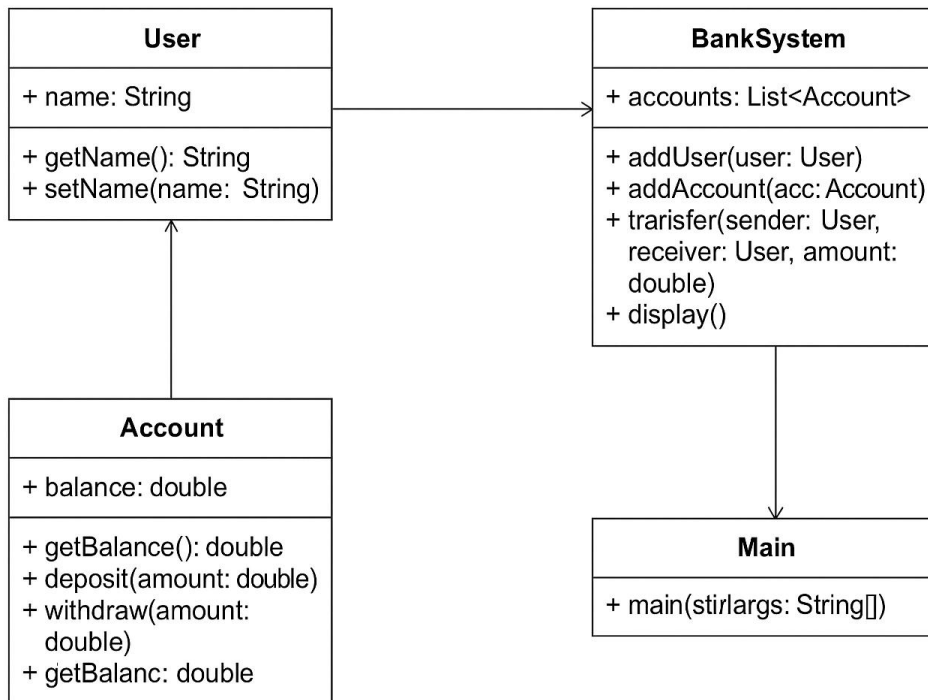 User
+ name: String
+ getName(): String
+ setName(name: String)
BankSystem
+ accounts: List<Account>
+ addUser(user: User)
+ addAccount(acc: Account)
+ trarisfer(sender: User,
receiver: User, amount:
double)
+ display()
Account
+ balance: double
+ getBalance(): double
+ deposit(amount: double)
+ withdraw(amount:
double)
+ getBalanc: double
Main
+ main(stirlargs: String[])